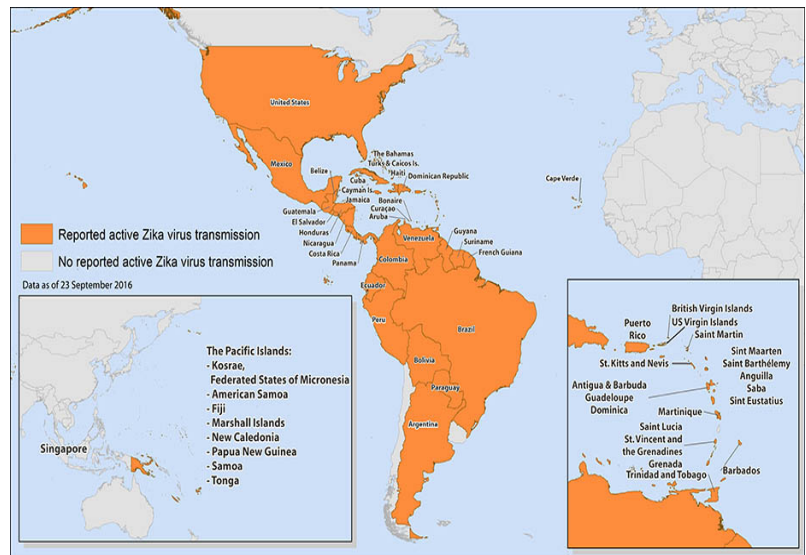 United States
Mexico
The Bahamas
Turks & Caicos Is.
Haiti
Dominican Republic
Belize
Cuba
Cayman Is.
Jamaica
Bonaire
Curaçao
Aruba
Guatemala
El Salvador
Honduras
Nicaragua
Costa Rica
Panama
Cape Verde
Venezuela
Guyana
Suriname
French Guiana
Colombia
Ecuador
Peru
Brazil
Bolivia
Paraguay
Argentina
Reported active Zika virus transmission
No reported active Zika virus transmission
Data as of 23 September 2016
Singapore
The Pacific Islands:
- Kosrae,
Federated States of Micronesia
- American Samoa
- Fiji
- Marshall Islands
- New Caledonia
- Papua New Guinea
- Samoa
- Tonga
Puerto
Rico
British Virgin Islands
US Virgin Islands
Saint Martin
St. Kitts and Nevis
Sint Maarten
Saint Barthélemy
Anguilla
Saba
Sint Eustatius
Antigua & Barbuda
Guadeloupe
Dominica
Martinique
Saint Lucia
St. Vincent and
the Grenadines
Grenada
Trinidad and Tobago
Barbados